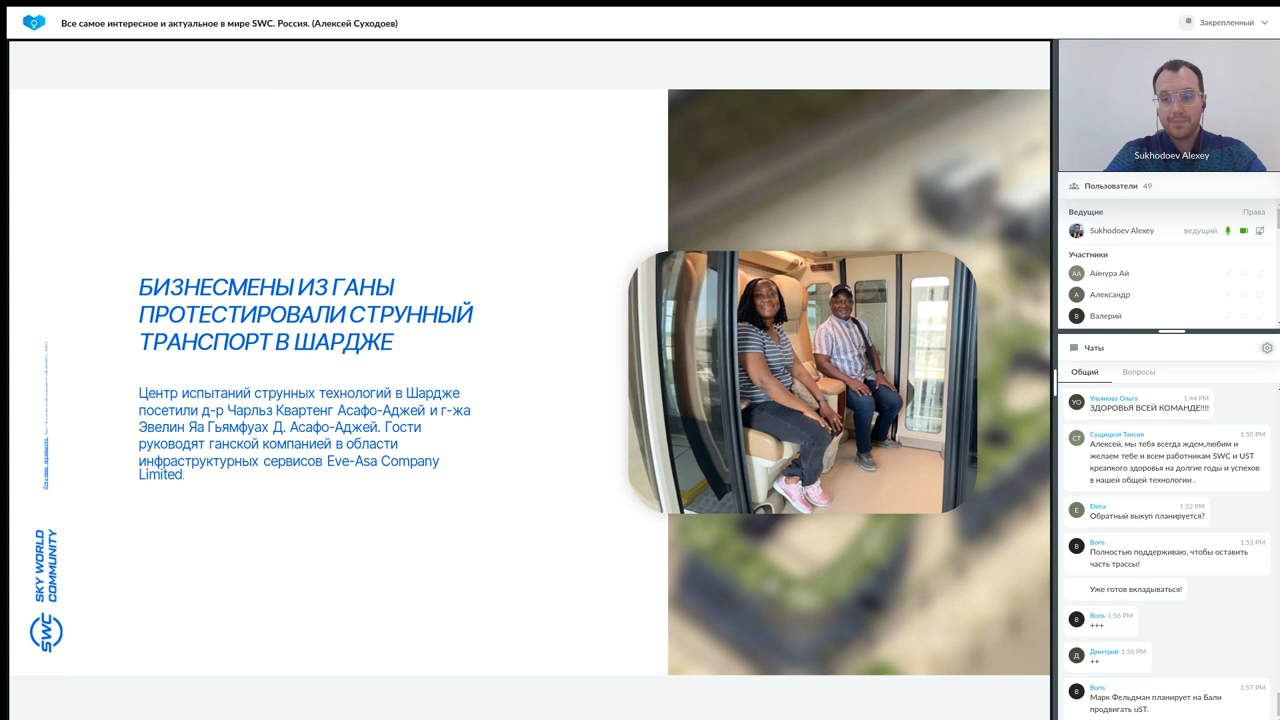 Все самое интересное и актуальное в мире SWC. Россия. (Алексей Суходоев)
Закрепленный
БИЗНЕСМЕНЫ ИЗ ГАНЫ
ПРОТЕСТИРОВАЛИ СТРУННЫЙ
ТРАНСПОРТ В ШАРДЖЕ
Центр испытаний струнных технологий в Шардже
посетили д-р Чарльз Квартенг Асафо-Аджей и г-жа
Эвелин Яа Гьямфуах Д. Асафо-Аджей. Гости
руководят ганской компанией в области
инфраструктурных сервисов Eve-Asa Company
Limited.
SKY WORLD
COMMUNITY
SWC
Sukhodoev Alexey
Пользователи 49
Ведущие Права
Sukhodoev Alexey ведущий
Участники
АА Айнура Ай
А Александр
В Валерий
Чаты
Общий Вопросы
УО Ульянова Ольга 1:44 PM
ЗДОРОВЬЯ ВСЕЙ КОМАНДЕ!!!!
СТ Сущицкая Таисия 1:50 PM
Алексей, мы тебя всегда ждем,любим и
желаем тебе и всем работникам SWC и UST
креапкого здоровья на долгие годы и успехов
в нашей общей технологии .
E Elena 1:52 PM
Обратный выкуп планируется?
B Boris 1:53 PM
Полностью поддерживаю, чтобы оставить
часть трассы!
Уже готов вкладываться!
B Boris 1:56 PM
+++
Д Дмитрий 1:56 PM
++
B Boris 1:57 PM
Марк Фельдман планирует на Бали
продвигать uST.